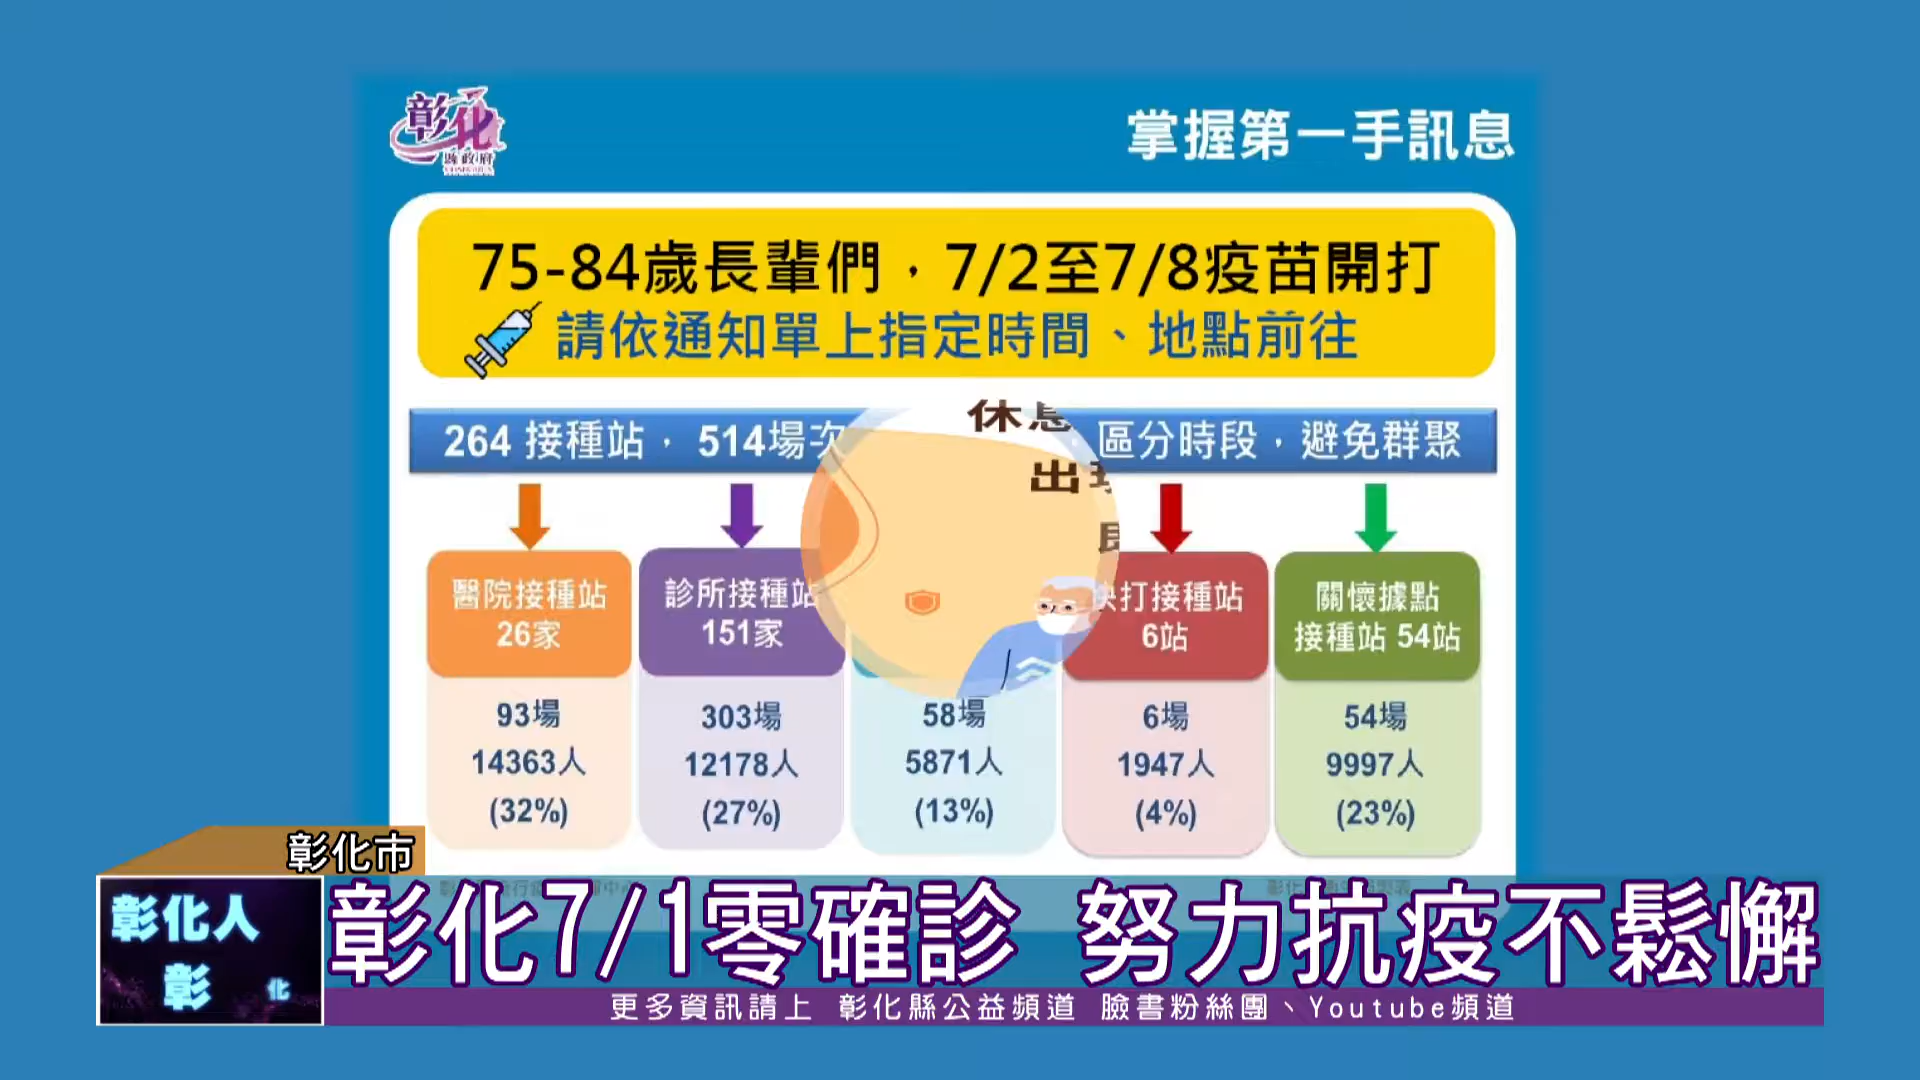 彰化
縣政府
掌握第一手訊息
75-84歲長輩們，7/2至7/8疫苗開打
請依通知單上指定時間、地點前往
264 接種站， 514場次
休息
出現
區分時段，避免群聚
醫院接種站
26家
93場
14363人
(32%)
診所接種站
151家
303場
12178人
(27%)
58場
5871人
(13%)
快打接種站
6站
6場
1947人
(4%)
關懷據點
接種站 54站
54場
9997人
(23%)
彰化市
彰化人
彰 化
彰化7/1零確診 努力抗疫不鬆懈
更多資訊請上 彰化縣公益頻道 臉書粉絲團、Youtube頻道